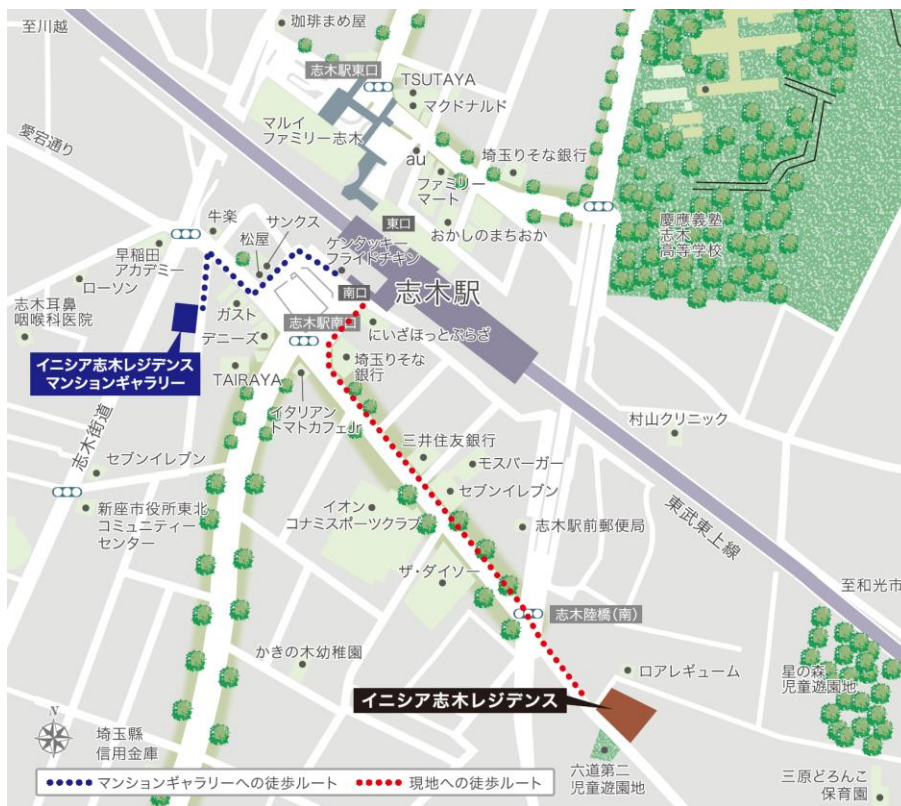 至川越
珈琲まめ屋
志木駅東口
TSUTAYA
マクドナルド
愛宕通り
マルイ
ファミリー志木
au
埼玉りそな銀行
ファミリー
マート
おかしのまちおか
東口
慶應義塾
志木
高等学校
牛楽
サンクス
松屋
ケンタッキー
フライドチキン
早稲田
アカデミー
ローソン
志木駅
南口
志木耳鼻
咽喉科医院
ガスト
志木駅南口
にいざほっとぷらざ
デニーズ
イニシア志木レジデンス
マンションギャラリー
埼玉りそな
銀行
TAIRAYA
イタリアン
トマトカフェJr
志木街道
村山クリニック
三井住友銀行
モスバーガー
セブンイレブン
セブンイレブン
新座市役所東北
コミュニティー
センター
イオン
コナミスポーツクラブ
志木駅前郵便局
東武東上線
ザ・ダイソー
至和光市
志木陸橋(南)
かきの木幼稚園
ロアレギューム
星の森
児童遊園地
イニシア志木レジデンス
N
埼玉縣
信用金庫
六道第二
児童遊園地
三原どろんこ
保育園
マンションギャラリーへの徒歩ルート
現地への徒歩ルート